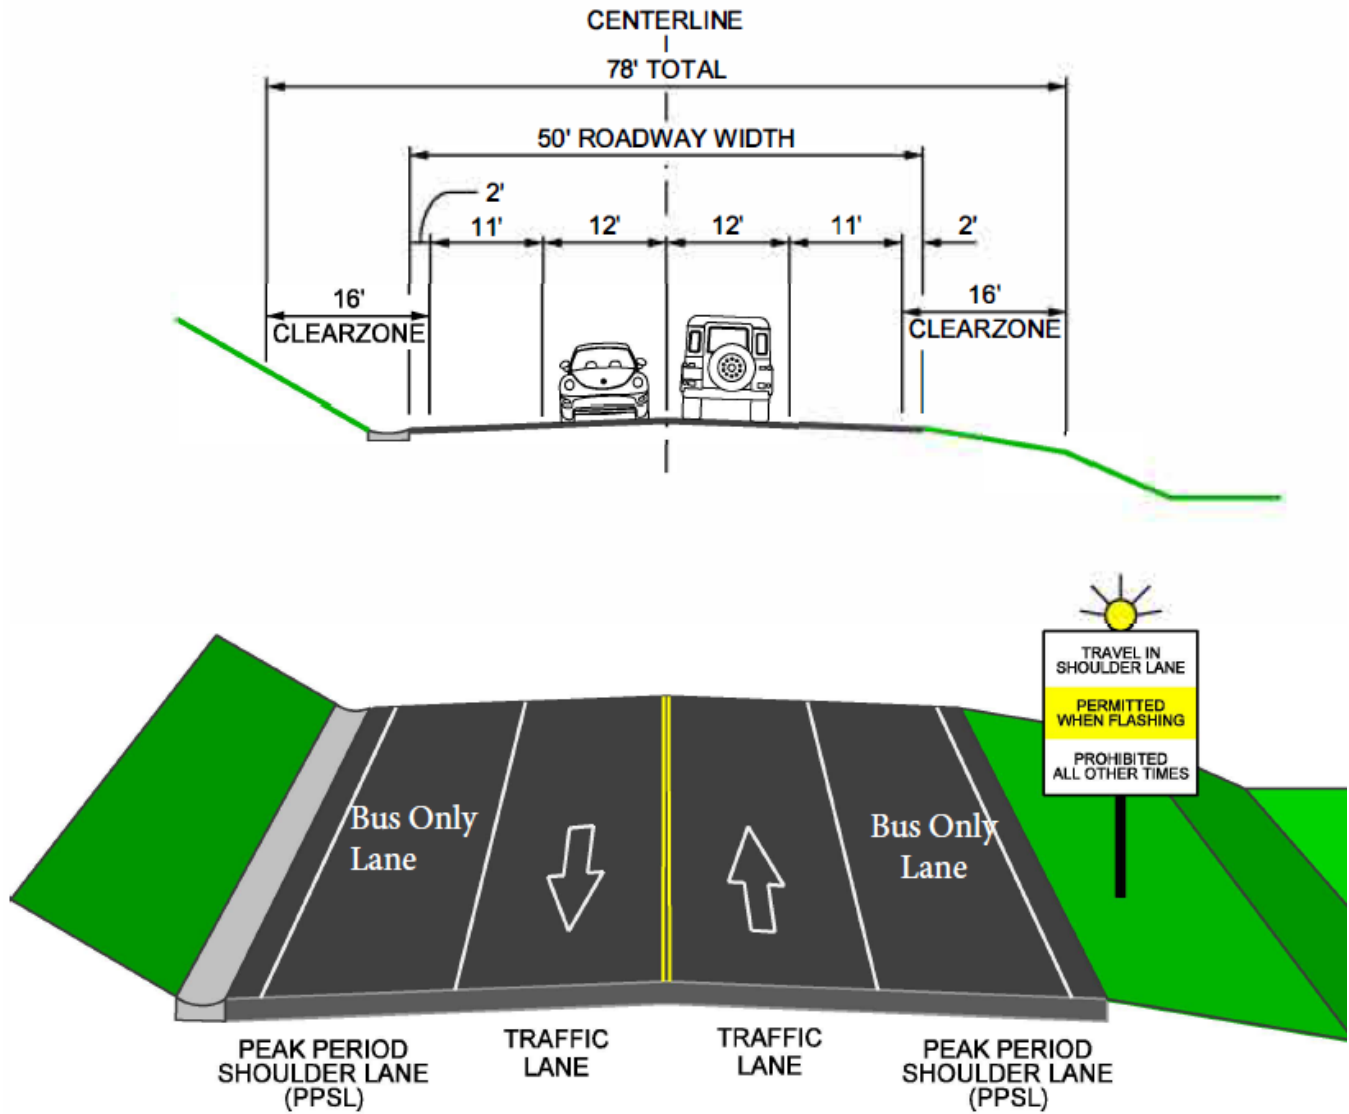 CENTERLINE
78' TOTAL
50' ROADWAY WIDTH
2'
11'
12'
12'
11'
2'
16'
CLEARZONE
16'
CLEARZONE
TRAVEL IN
SHOULDER LANE
PERMITTED
WHEN FLASHING
PROHIBITED
ALL OTHER TIMES
Bus Only
Lane
Bus Only
Lane
PEAK PERIOD
SHOULDER LANE
(PPSL)
TRAFFIC
LANE
TRAFFIC
LANE
PEAK PERIOD
SHOULDER LANE
(PPSL)